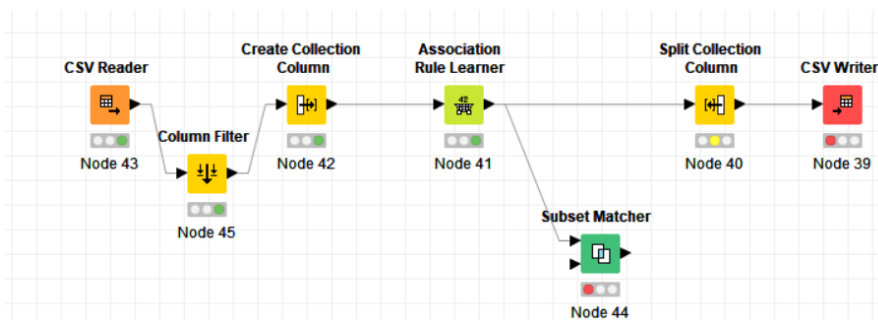 Create Collection
Column
Association
Rule Learner
Split Collection
Column
CSV Reader
CSV Writer
Column Filter
Node 43
Node 42
Node 41
Node 40
Node 39
Node 45
Subset Matcher
Node 44